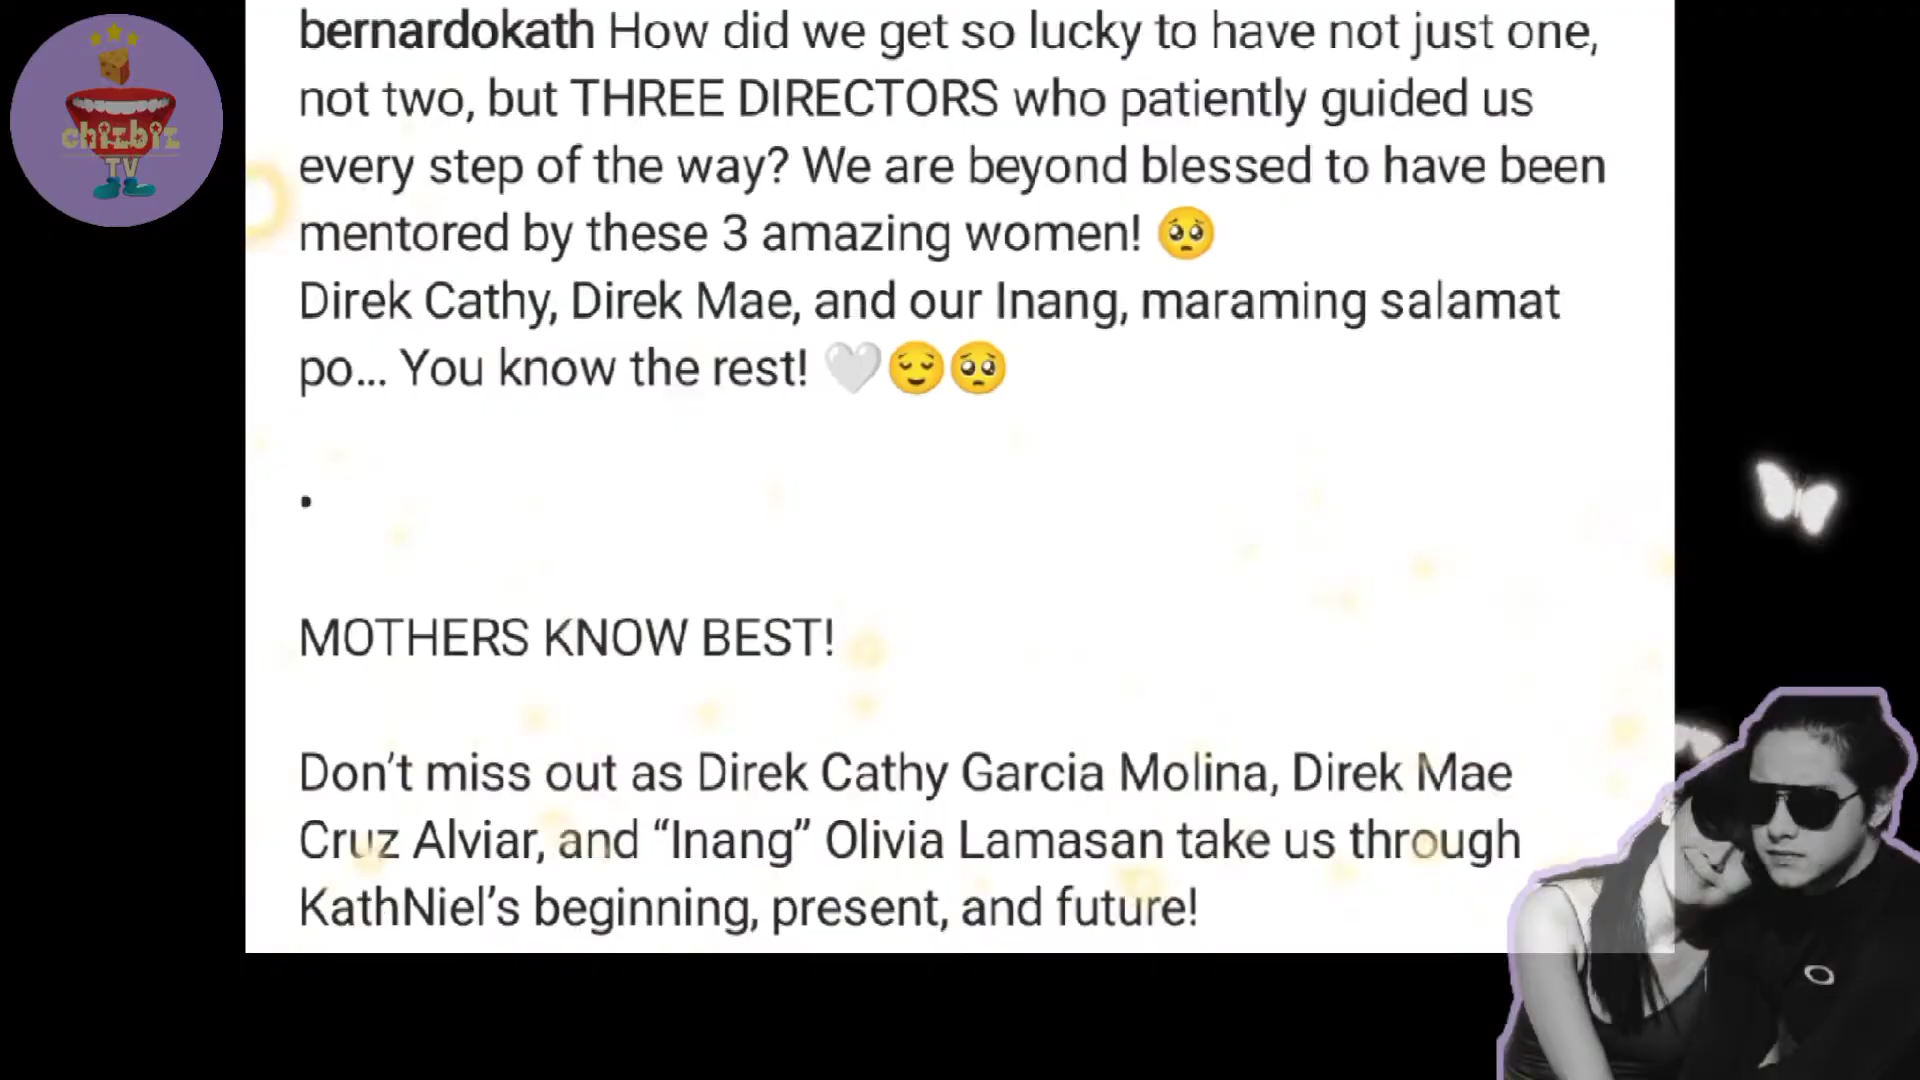 chizbiz
TV
bernardokath How did we get so lucky to have not just one,
not two, but THREE DIRECTORS who patiently guided us
every step of the way? We are beyond blessed to have been
mentored by these 3 amazing women! 🥺
Direk Cathy, Direk Mae, and our Inang, maraming salamat
po... You know the rest! 🤍😌🥺
.
MOTHERS KNOW BEST!
Don’t miss out as Direk Cathy Garcia Molina, Direk Mae
Cruz Alviar, and “Inang” Olivia Lamasan take us through
KathNiel’s beginning, present, and future!